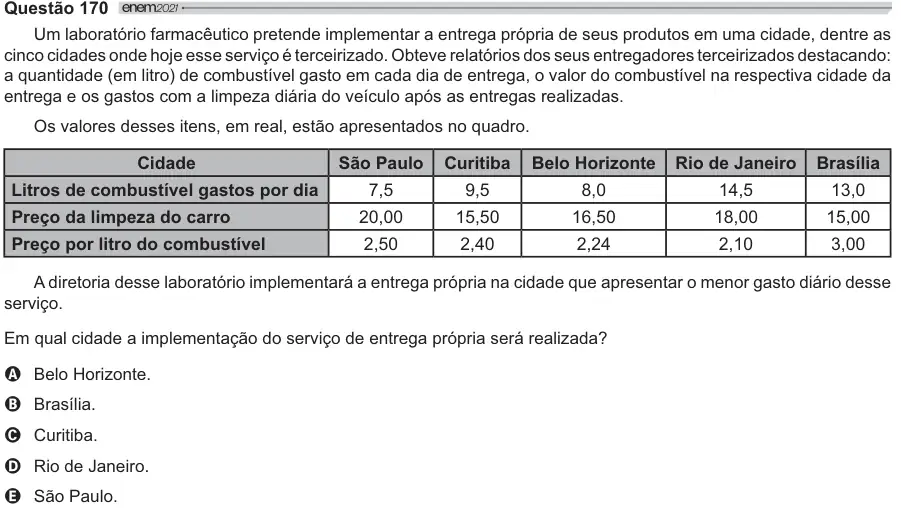 Questão 170 enem2021
Um laboratório farmacêutico pretende implementar a entrega própria de seus produtos em uma cidade, dentre as
cinco cidades onde hoje esse serviço é terceirizado. Obteve relatórios dos seus entregadores terceirizados destacando:
a quantidade (em litro) de combustível gasto em cada dia de entrega, o valor do combustível na respectiva cidade da
entrega e os gastos com a limpeza diária do veículo após as entregas realizadas.
Os valores desses itens, em real, estão apresentados no quadro.
Cidade São Paulo Curitiba Belo Horizonte Rio de Janeiro Brasília
Litros de combustível gastos por dia 7,5 9,5 8,0 14,5 13,0
Preço da limpeza do carro 20,00 15,50 16,50 18,00 15,00
Preço por litro do combustível 2,50 2,40 2,24 2,10 3,00
A diretoria desse laboratório implementará a entrega própria na cidade que apresentar o menor gasto diário desse
serviço.
Em qual cidade a implementação do serviço de entrega própria será realizada?
A Belo Horizonte.
B Brasília.
C Curitiba.
D Rio de Janeiro.
E São Paulo.